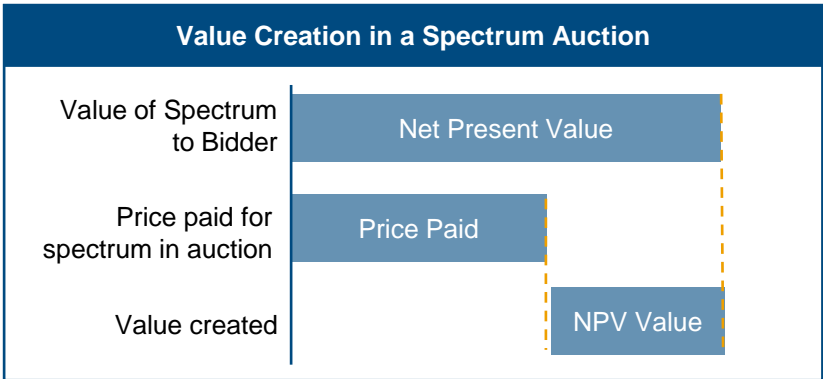 Value Creation in a Spectrum Auction
Value of Spectrum
to Bidder
Net Present Value
Price paid for
spectrum in auction
Price Paid
Value created
NPV Value